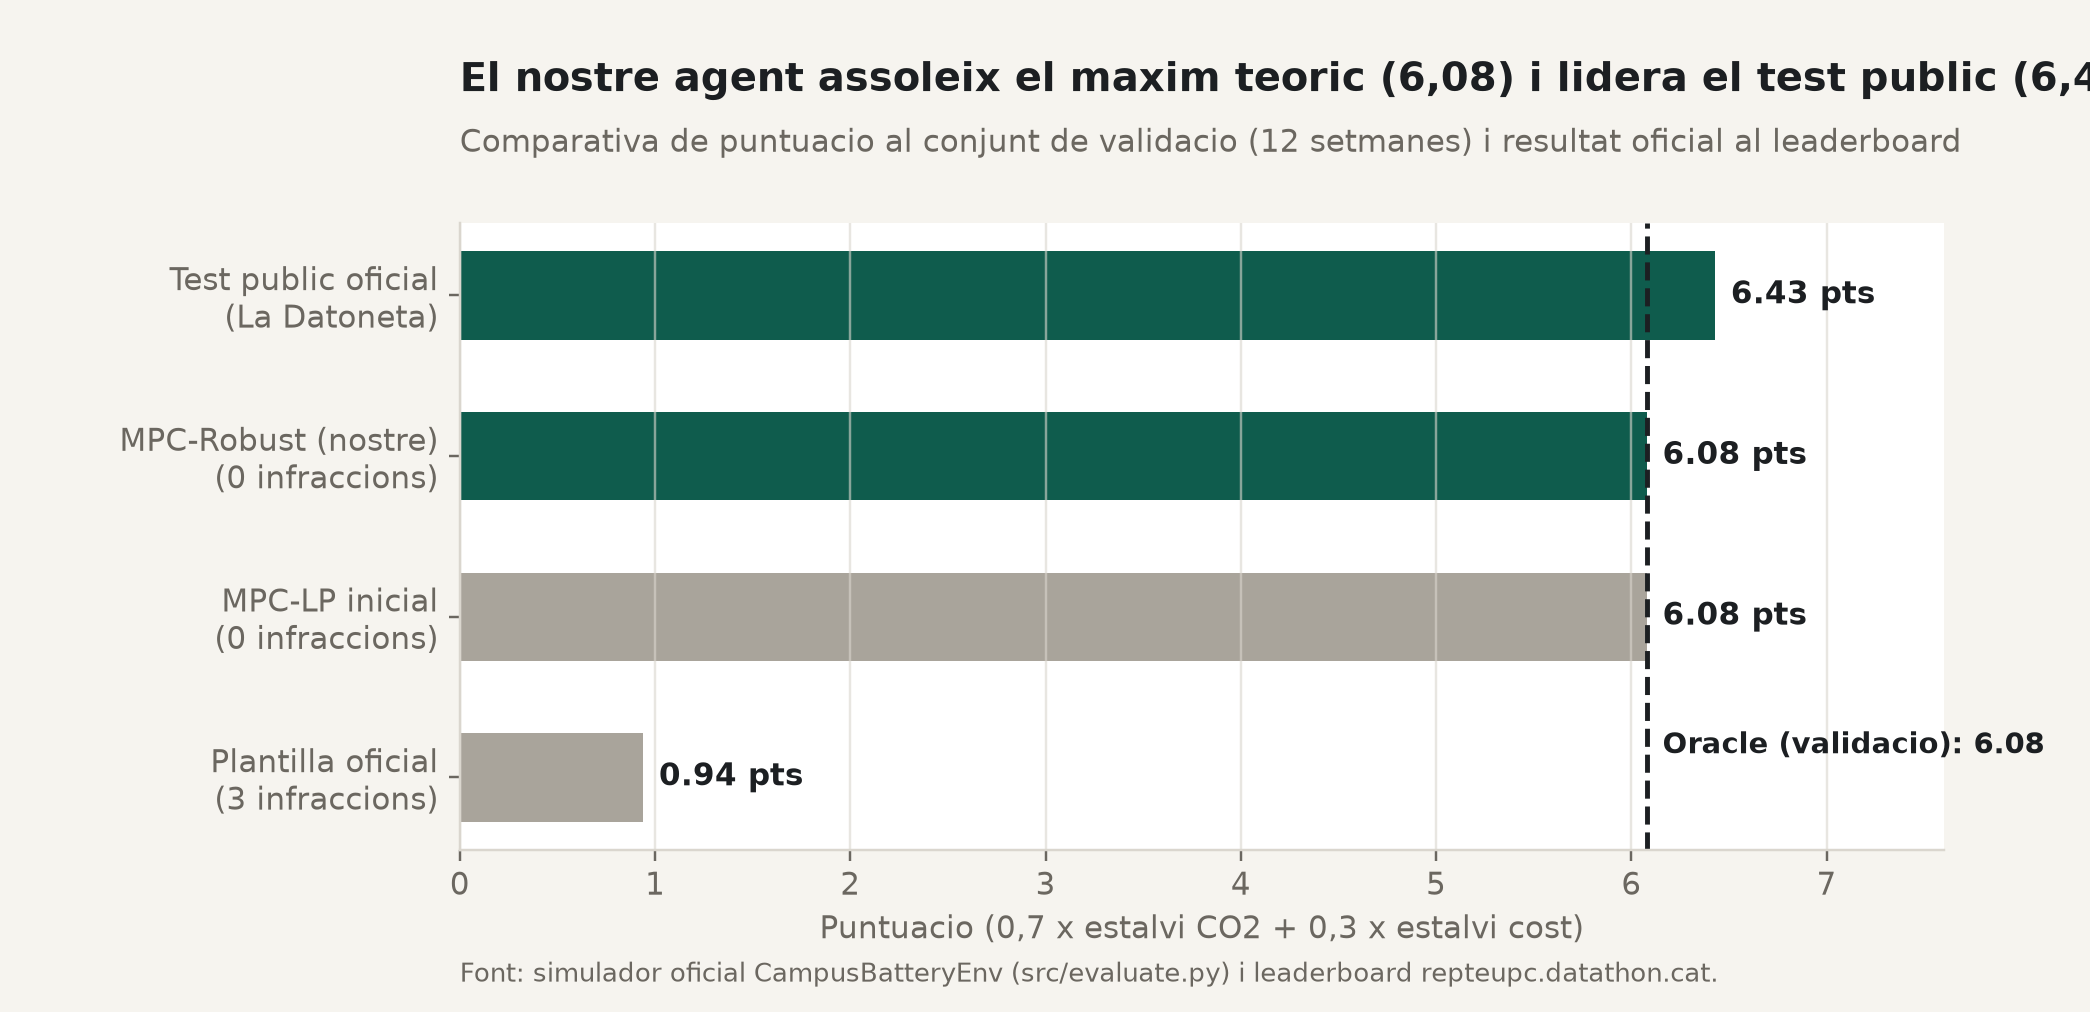 El nostre agent assoleix el maxim teoric (6,08) i lidera el test public (6,4
Comparativa de puntuacio al conjunt de validacio (12 setmanes) i resultat oficial al leaderboard
Test public oficial
(La Datoneta)
6.43 pts
MPC-Robust (nostre)
(0 infraccions)
6.08 pts
MPC-LP inicial
(0 infraccions)
6.08 pts
Oracle (validacio): 6.08
Plantilla oficial
(3 infraccions)
0.94 pts
0 1 2 3 4 5 6 7
Puntuacio (0,7 x estalvi CO2 + 0,3 x estalvi cost)
Font: simulador oficial CampusBatteryEnv (src/evaluate.py) i leaderboard repteupc.datathon.cat.